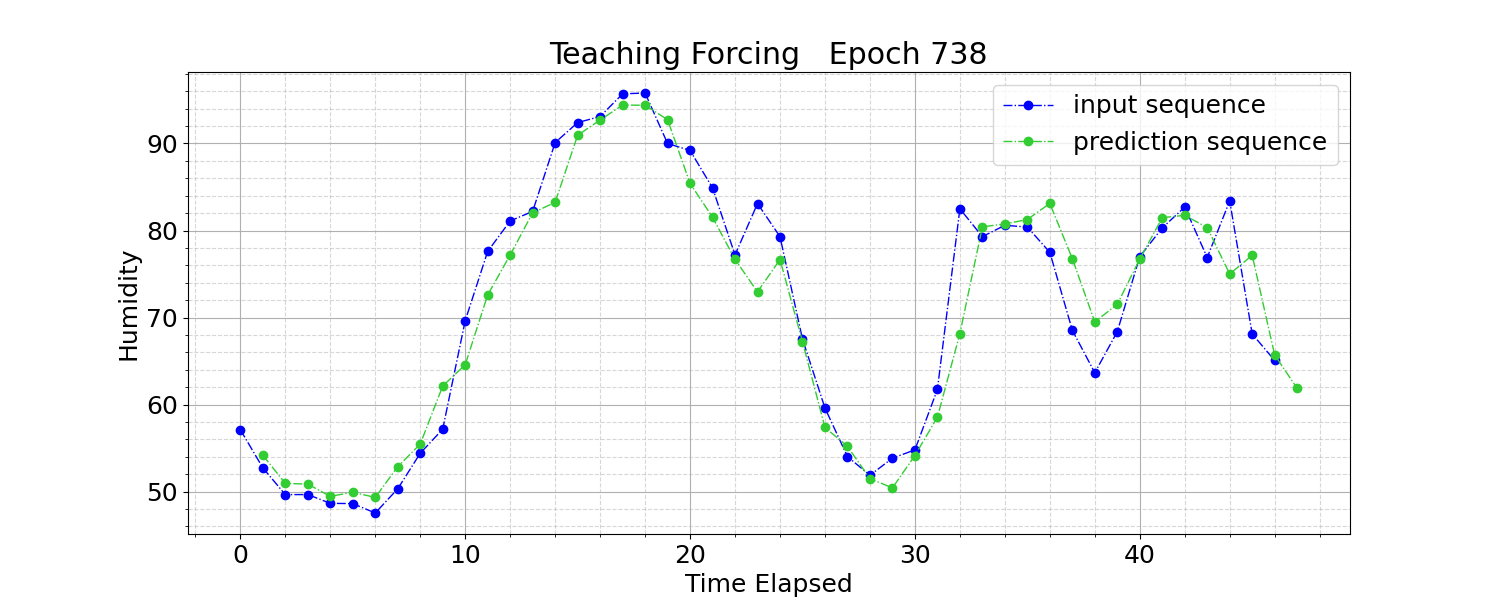 Teaching Forcing   Epoch 738
input sequence
prediction sequence
Humidity
90
80
70
60
50
0 10 20 30 40
Time Elapsed